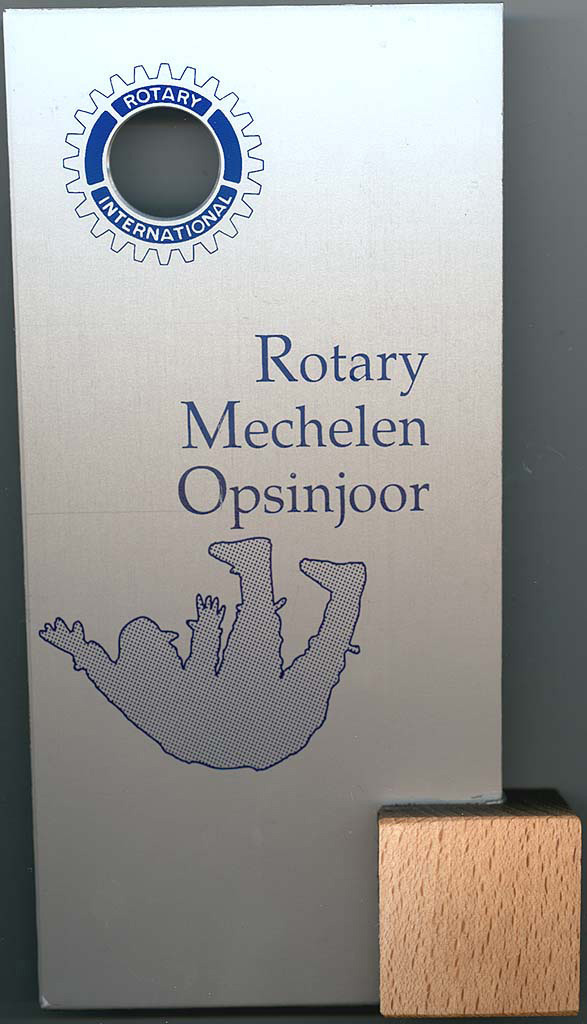 ROTARY
INTERNATIONAL
Rotary
Mechelen
Opsinjoor